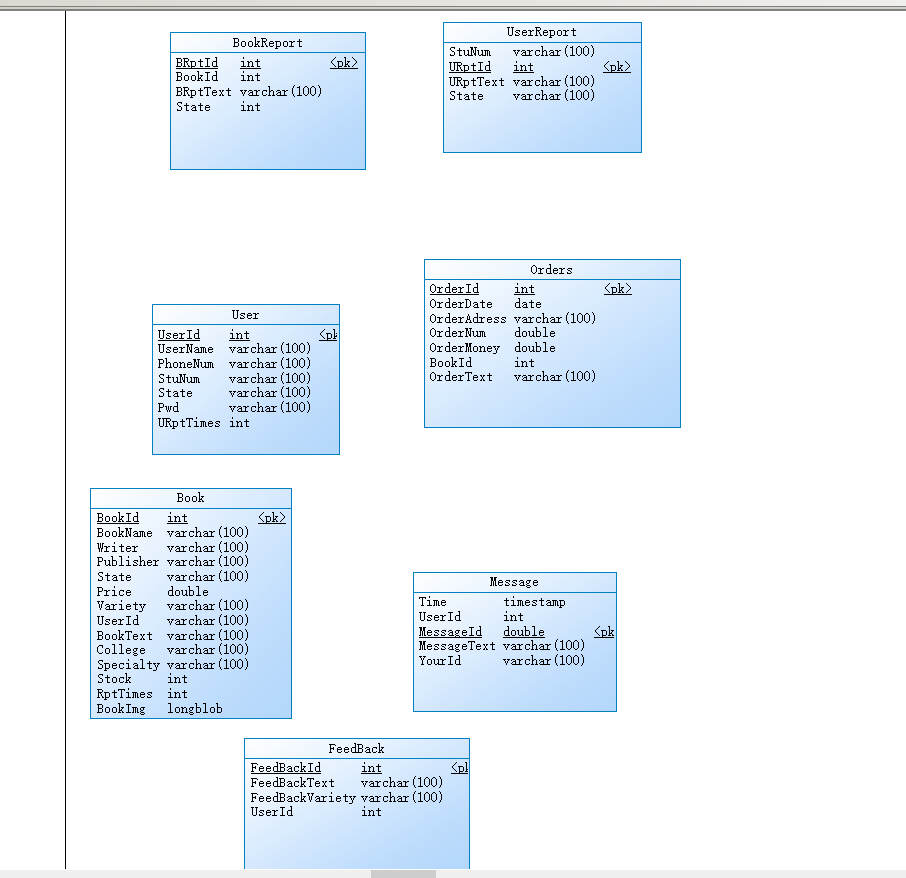 BookReport
BRptId int <pk>
BookId int
BRptText varchar(100)
State int
UserReport
StuNum varchar(100)
URptId int <pk>
URptText varchar(100)
State varchar(100)
Orders
OrderId int <pk>
OrderDate date
OrderAdress varchar(100)
OrderNum double
OrderMoney double
BookId int
OrderText varchar(100)
User
UserId int <pk
UserName varchar(100)
PhoneNum varchar(100)
StuNum varchar(100)
State varchar(100)
Pwd varchar(100)
URptTimes int
Book
BookId int <pk>
BookName varchar(100)
Writer varchar(100)
Publisher varchar(100)
State varchar(100)
Price double
Variety varchar(100)
UserId varchar(100)
BookText varchar(100)
College varchar(100)
Specialty varchar(100)
Stock int
RptTimes int
BookImg longblob
Message
Time timestamp
UserId int
MessageId double <pk
MessageText varchar(100)
YourId varchar(100)
FeedBack
FeedBackId int <pk
FeedBackText varchar(100)
FeedBackVariety varchar(100)
UserId int